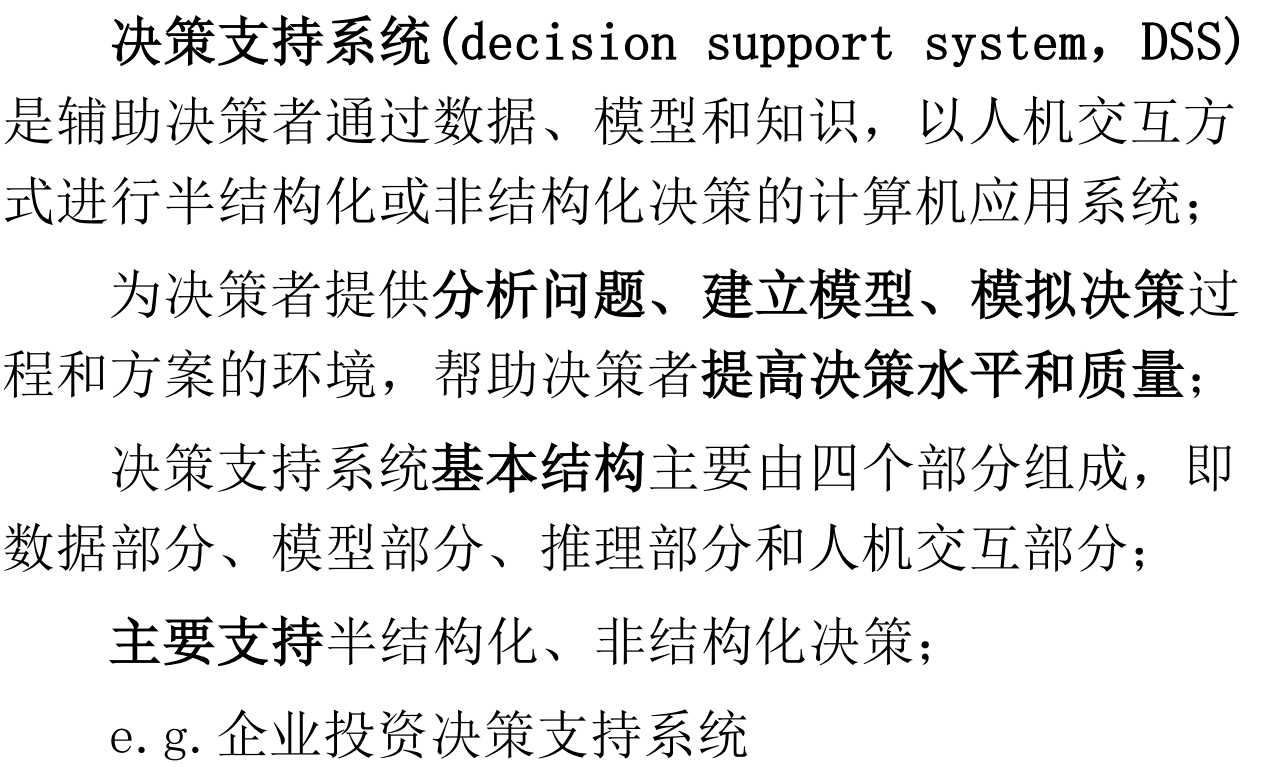 决策支持系统(decision support system，DSS)
是辅助决策者通过数据、模型和知识，以人机交互方
式进行半结构化或非结构化决策的计算机应用系统；
为决策者提供分析问题、建立模型、模拟决策过
程和方案的环境，帮助决策者提高决策水平和质量；
决策支持系统基本结构主要由四个部分组成，即
数据部分、模型部分、推理部分和人机交互部分；
主要支持半结构化、非结构化决策；
e.g.企业投资决策支持系统